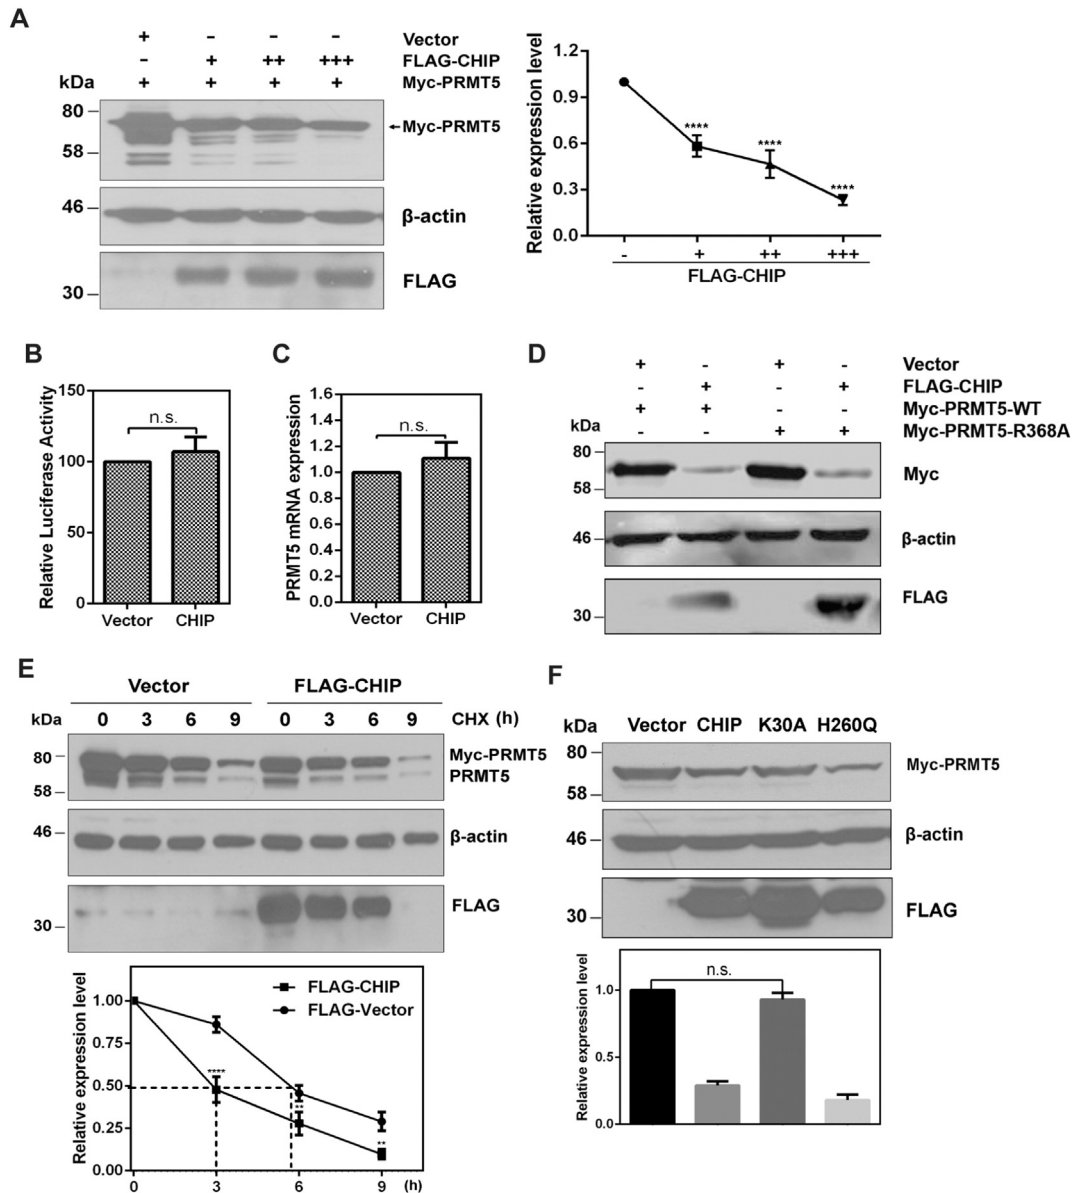 A
+ - - - Vector
- + ++ +++ FLAG-CHIP
kDa + + + + Myc-PRMT5
80
Myc-PRMT5
58
46
β-actin
30
FLAG
Relative expression level
1.2
0.9
0.6
0.3
0.0
****
****
****
- + ++ +++
FLAG-CHIP
B
Relative Luciferase Activity
150
100
50
0
n.s.
Vector CHIP
C
PRMT5 mRNA expression
1.6
1.4
1.2
1.0
0.8
0.6
0.4
0.2
0.0
n.s.
Vector CHIP
D
+ - + - Vector
- + - + FLAG-CHIP
+ + - - Myc-PRMT5-WT
- - + + Myc-PRMT5-R368A
kDa
80
58
Myc
46
β-actin
30
FLAG
E
Vector FLAG-CHIP
kDa 0 3 6 9 0 3 6 9 CHX (h)
80
Myc-PRMT5
PRMT5
58
46
β-actin
FLAG
30
Relative expression level
1.00
0.75
0.50
0.25
0.00
FLAG-CHIP
FLAG-Vector
****
**
**
0 3 6 9 (h)
F
kDa Vector CHIP K30A H260Q
80
Myc-PRMT5
58
46
β-actin
30
FLAG
Relative expression level
1.0
0.5
0.0
n.s.